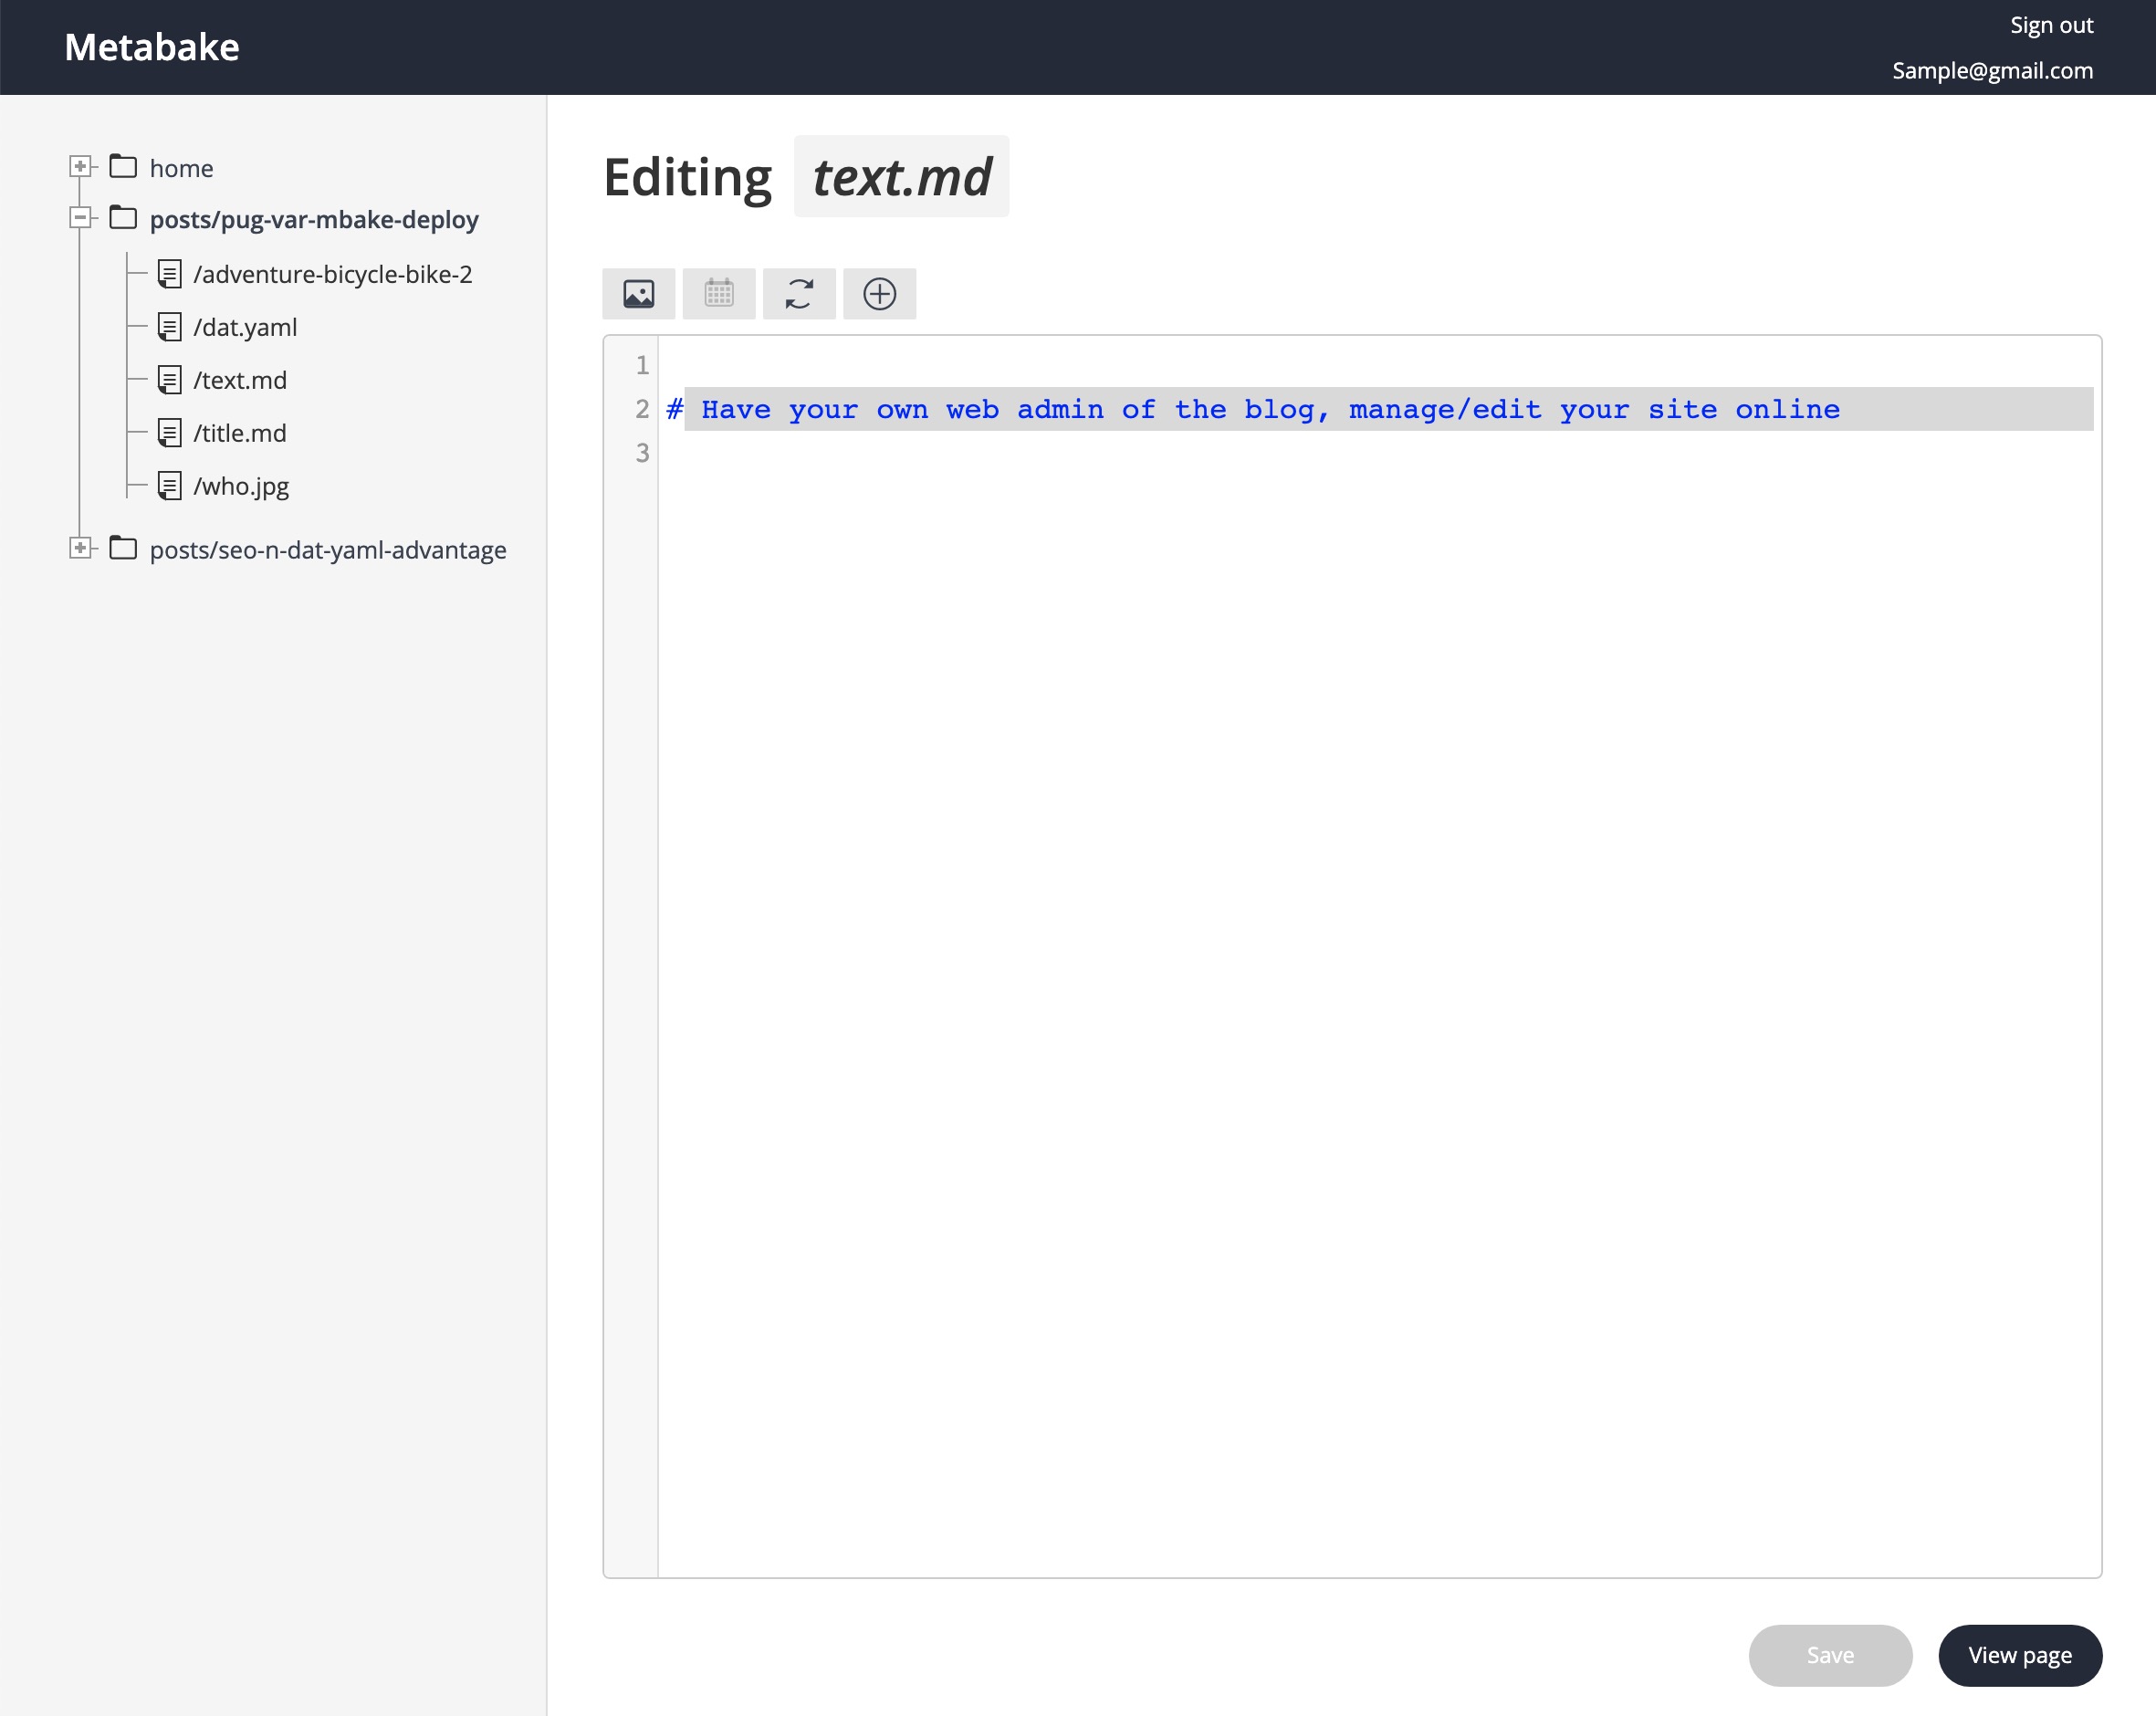 Metabake
Sign out
Sample@gmail.com
home
posts/pug-var-mbake-deploy
/adventure-bicycle-bike-2
/dat.yaml
/text.md
/title.md
/who.jpg
posts/seo-n-dat-yaml-advantage
Editing text.md
1
2 # Have your own web admin of the blog, manage/edit your site online
3
Save
View page